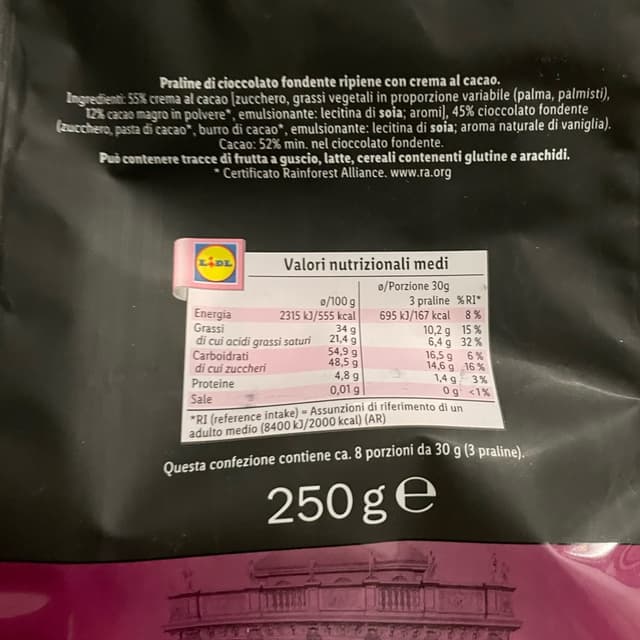 Praline di cioccolato fondente ripiene con crema al cacao.
Ingredienti: 55% crema al cacao [zucchero, grassi vegetali in proporzione variabile (palma, palmisti),
12% cacao magro in polvere*, emulsionante: lecitina di soia; aromi], 45% cioccolato fondente
(zucchero, pasta di cacao*, burro di cacao*, emulsionante: lecitina di soia; aroma naturale di vaniglia).
Cacao: 52% min. nel cioccolato fondente.
Può contenere tracce di frutta a guscio, latte, cereali contenenti glutine e arachidi.
* Certificato Rainforest Alliance. www.ra.org
LIDL
Valori nutrizionali medi
ø/Porzione 30g
ø/100 g 3 praline %RI*
Energia 2315 kJ/555 kcal 695 kJ/167 kcal 8 %
Grassi 34 g 10,2 g 15 %
di cui acidi grassi saturi 21,4 g 6,4 g 32 %
Carboidrati 54,9 g 16,5 g 6 %
di cui zuccheri 48,5 g 14,6 g 16 %
Proteine 4,8 g 1,4 g 3 %
Sale 0,01 g 0 g <1%
*RI (reference intake) = Assunzioni di riferimento di un
adulto medio (8400 kJ/2000 kcal) (AR)
Questa confezione contiene ca. 8 porzioni da 30 g (3 praline).
250 g e